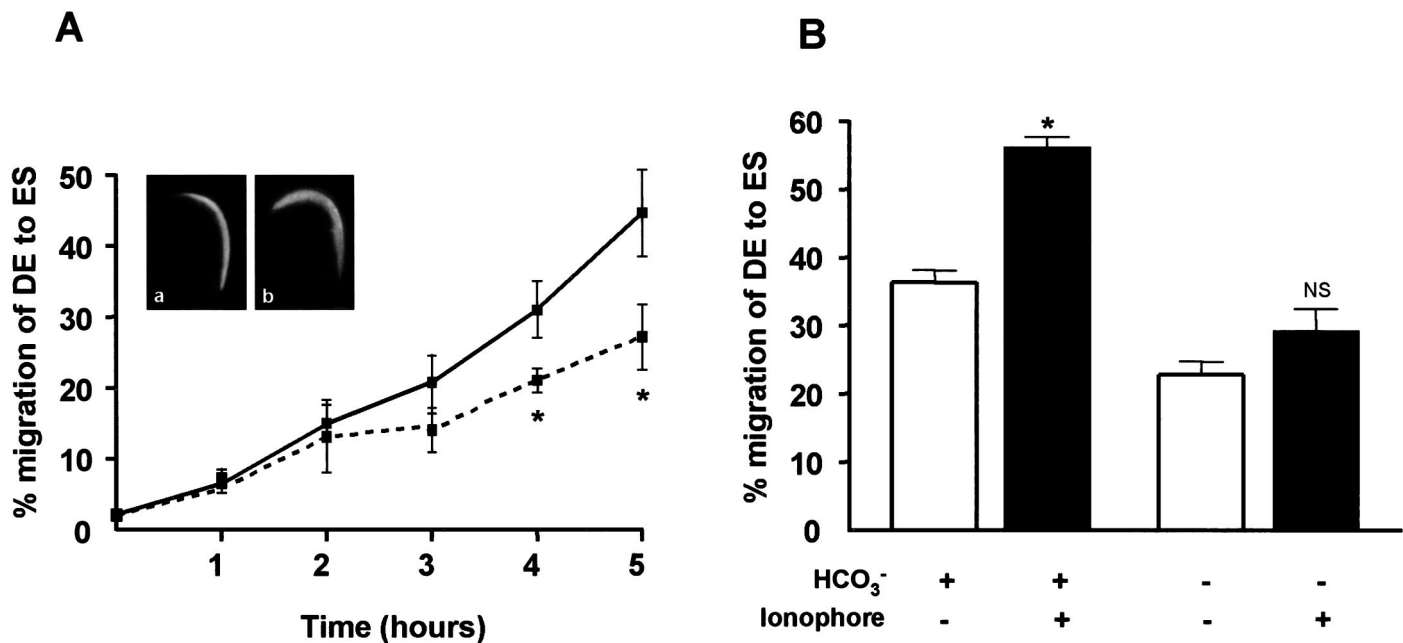 A
% migration of DE to ES
50
40
30
20
10
0
a
b
*
*
1
2
3
4
5
Time (hours)
B
% migration of DE to ES
60
50
40
30
20
10
0
*
NS
HCO₃⁻ + + - -
Ionophore - + - +